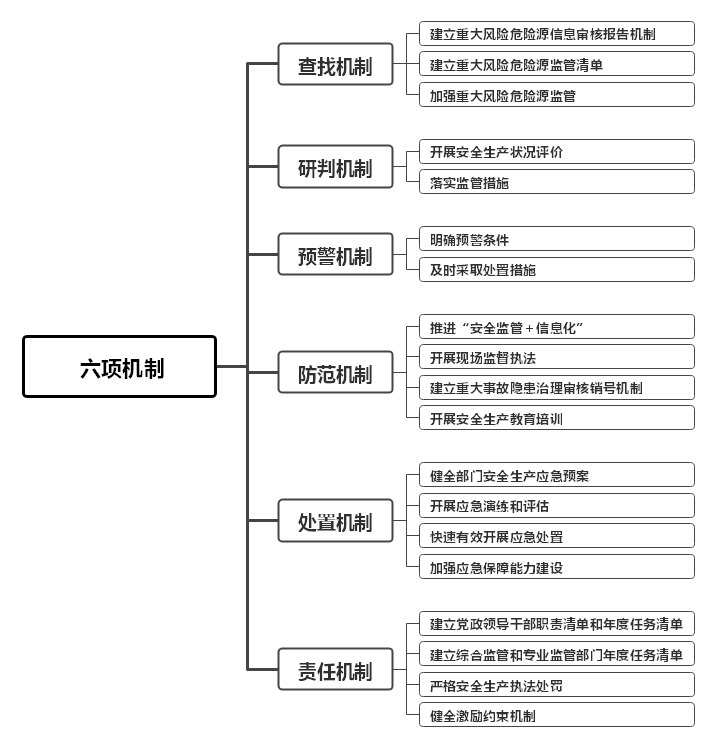 六项机制
查找机制
建立重大风险危险源信息审核报告机制
建立重大风险危险源监管清单
加强重大风险危险源监管
研判机制
开展安全生产状况评价
落实监管措施
预警机制
明确预警条件
及时采取处置措施
防范机制
推进“安全监管+信息化”
开展现场监督执法
建立重大事故隐患治理审核销号机制
开展安全生产教育培训
处置机制
健全部门安全生产应急预案
开展应急演练和评估
快速有效开展应急处置
加强应急保障能力建设
责任机制
建立党政领导干部职责清单和年度任务清单
建立综合监管和专业监管部门年度任务清单
严格安全生产执法处罚
健全激励约束机制